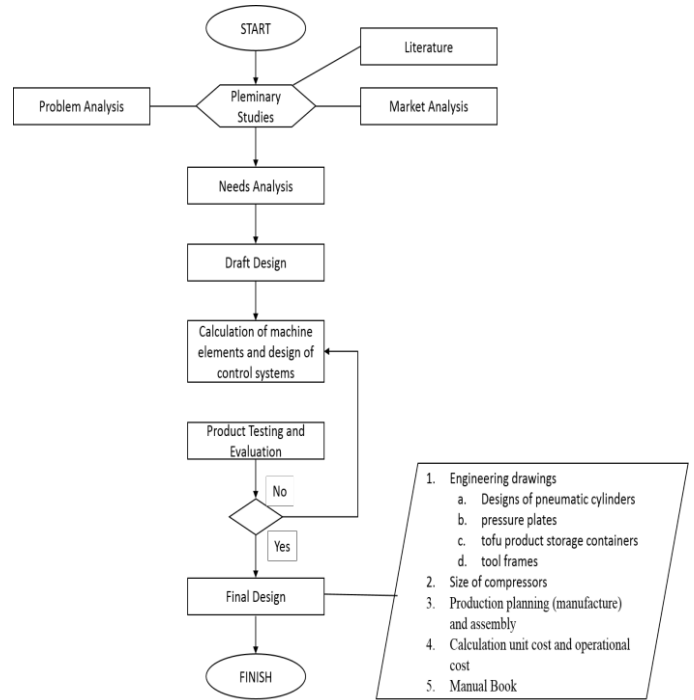 START
Literature
Problem Analysis
Pleminary
Studies
Market Analysis
Needs Analysis
Draft Design
Calculation of machine
elements and design of
control systems
Product Testing and
Evaluation
No
Yes
Final Design
FINISH
1. Engineering drawings
a. Designs of pneumatic cylinders
b. pressure plates
c. tofu product storage containers
d. tool frames
2. Size of compressors
3. Production planning (manufacture)
and assembly
4. Calculation unit cost and operational
cost
5. Manual Book